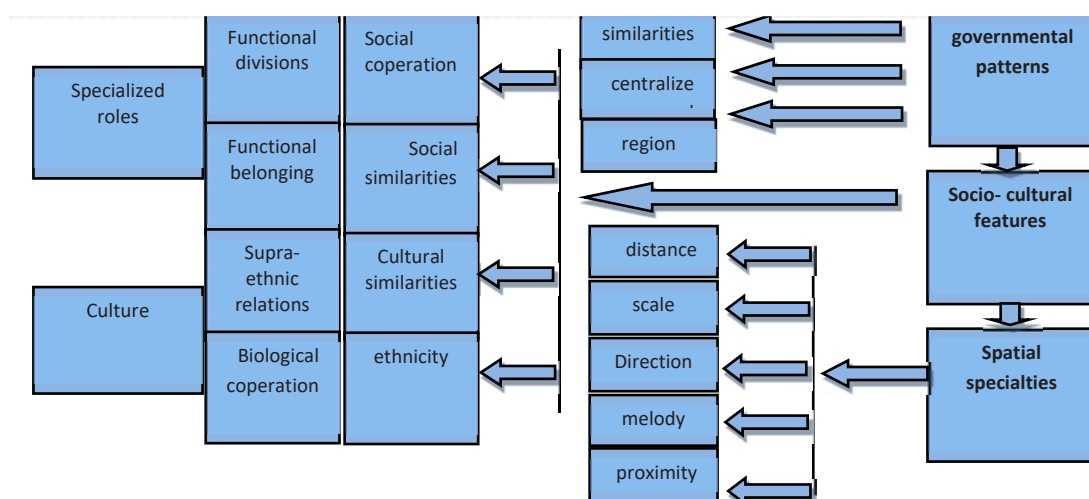 Specialized
roles
Culture
Functional
divisions
Functional
belonging
Supra-
ethnic
relations
Biological
coperation
Social
coperation
Social
similarities
Cultural
similarities
ethnicity
similarities
centralize
region
distance
scale
Direction
melody
proximity
governmental
patterns
Socio- cultural
features
Spatial
specialties